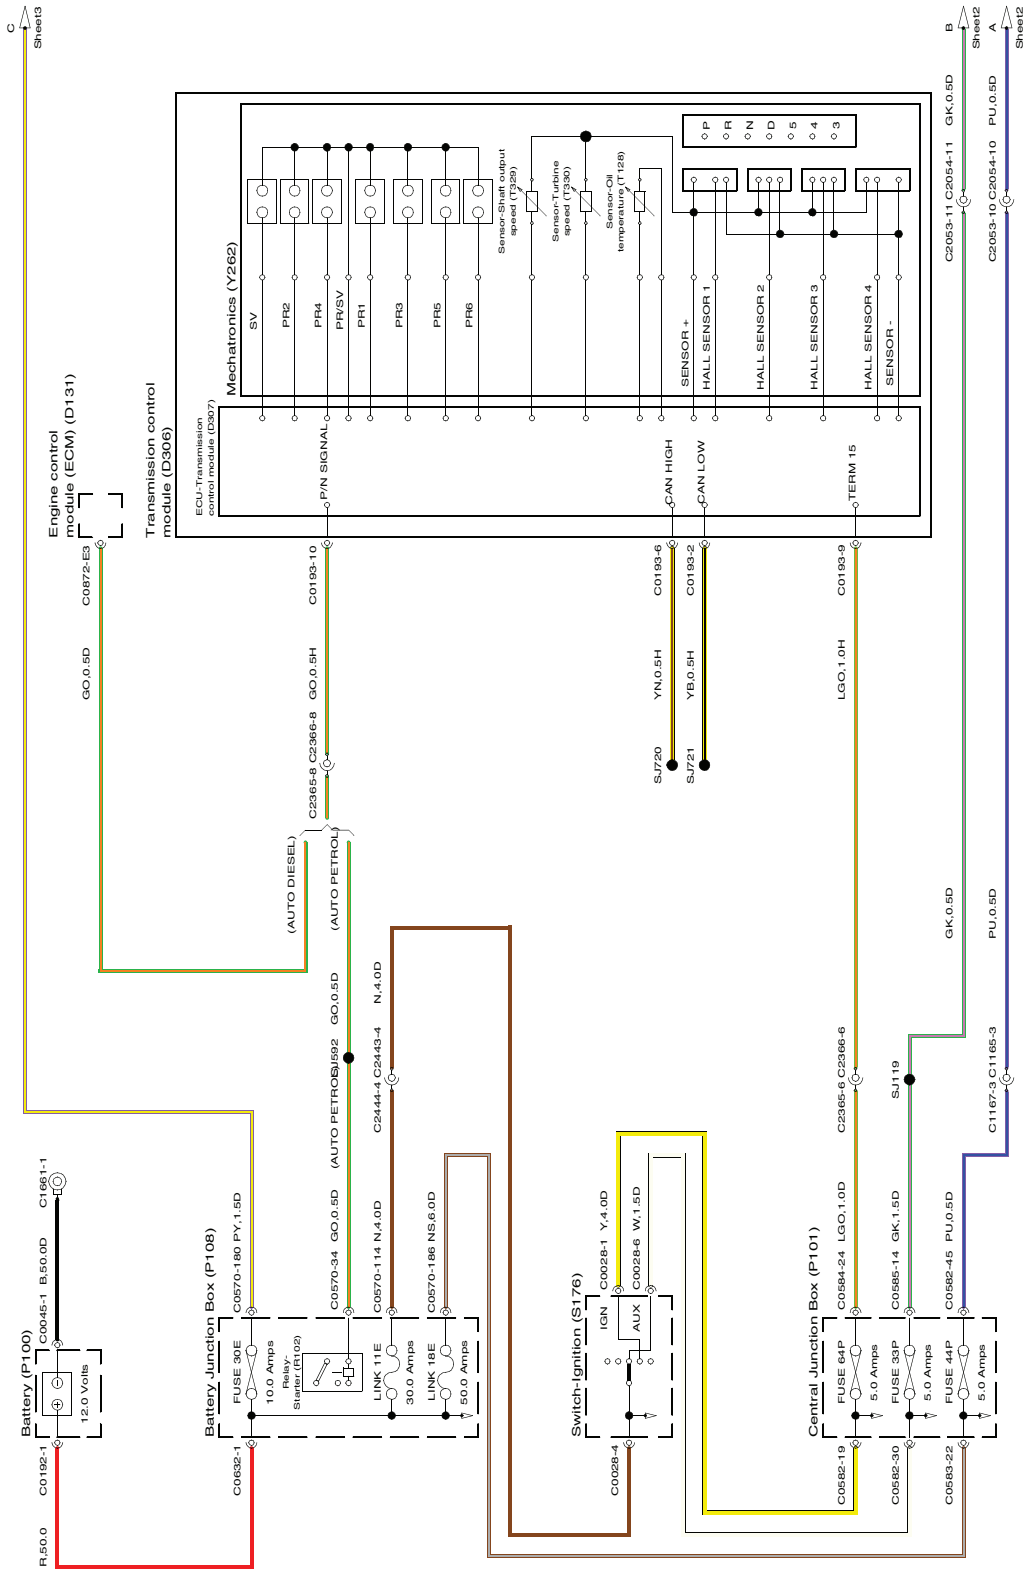 C
Sheet3
B
Sheet2
A
Sheet2
GK,0.5D
PU,0.5D
C2053-11 C2054-11
C2053-10 C2054-10
Engine control
module (ECM) (D131)
C0872-E3
GO,0.5D
Transmission control
module (D306)
ECU-Transmission
control module (D307)
Mechatronics (Y262)
SV
PR2
PR4
PR/SV
PR1
PR3
PR5
PR6
Sensor-Shaft output
speed (T329)
Sensor-Turbine
speed (T330)
Sensor-Oil
temperature (T128)
P
R
N
D
5
4
3
SENSOR +
HALL SENSOR 1
HALL SENSOR 2
HALL SENSOR 3
HALL SENSOR 4
SENSOR -
P/N SIGNAL
CAN HIGH
CAN LOW
TERM 15
C0193-10
C0193-6
C0193-2
C0193-9
GO,0.5H
YN,0.5H
YB,0.5H
LGO,1.0H
C2365-8 C2366-8
SJ720
SJ721
(AUTO DIESEL)
(AUTO PETROL)
GO,0.5D
SJ592
(AUTO PETROL)
GO,0.5D
N,4.0D
C2444-4 C2443-4
GK,0.5D
PU,0.5D
C2365-6 C2366-6
SJ119
C1167-3 C1165-3
Battery (P100)
12.0 Volts
C0045-1 B,50.0D
C1661-1
C0192-1
R,50.0
Battery Junction Box (P108)
FUSE 30E
10.0 Amps
Relay-
Starter (R102)
LINK 11E
30.0 Amps
LINK 18E
50.0 Amps
C0570-180 PY,1.5D
C0570-34
C0570-114 N,4.0D
C0570-186 NS,6.0D
C0632-1
Switch-Ignition (S176)
IGN
AUX
C0028-1 Y,4.0D
C0028-6 W,1.5D
C0028-4
Central Junction Box (P101)
FUSE 64P
5.0 Amps
FUSE 33P
5.0 Amps
FUSE 44P
5.0 Amps
C0584-24 LGO,1.0D
C0585-14 GK,1.5D
C0582-45 PU,0.5D
C0582-19
C0582-30
C0583-22